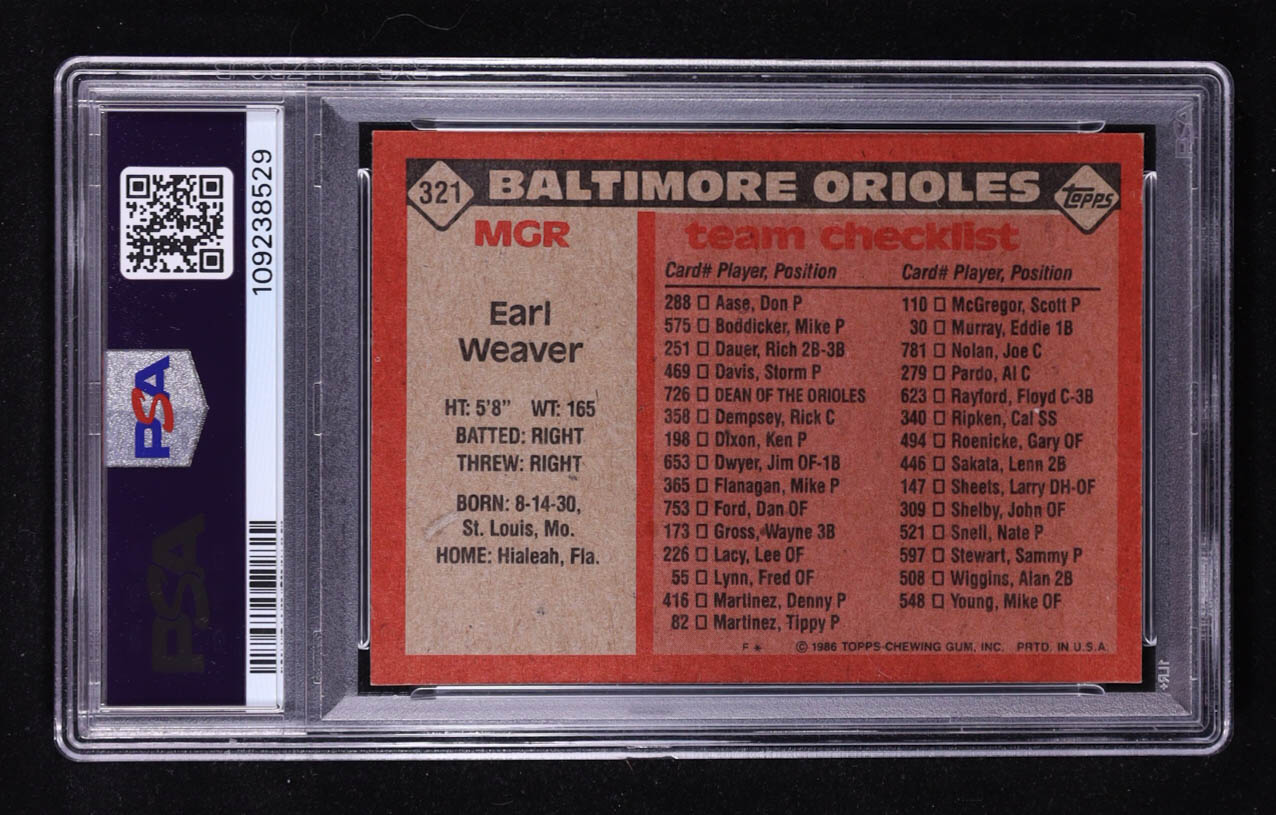 109238529
PSA
PSA
321 BALTIMORE ORIOLES topps
MGR
Earl
Weaver
HT: 5'8" WT: 165
BATTED: RIGHT
THREW: RIGHT
BORN: 8-14-30,
St. Louis, Mo.
HOME: Hialeah, Fla.
team checklist
Card# Player, Position
288 ☐ Aase, Don P
575 ☐ Boddicker, Mike P
251 ☐ Dauer, Rich 2B-3B
469 ☐ Davis, Storm P
726 ☐ DEAN OF THE ORIOLES
358 ☐ Dempsey, Rick C
198 ☐ Dixon, Ken P
653 ☐ Dwyer, Jim OF-1B
365 ☐ Flanagan, Mike P
753 ☐ Ford, Dan OF
173 ☐ Gross, Wayne 3B
226 ☐ Lacy, Lee OF
55 ☐ Lynn, Fred OF
416 ☐ Martinez, Denny P
82 ☐ Martinez, Tippy P
Card# Player, Position
110 ☐ McGregor, Scott P
30 ☐ Murray, Eddie 1B
781 ☐ Nolan, Joe C
279 ☐ Pardo, Al C
623 ☐ Rayford, Floyd C-3B
340 ☐ Ripken, Cal SS
494 ☐ Roenicke, Gary OF
446 ☐ Sakata, Lenn 2B
147 ☐ Sheets, Larry DH-OF
309 ☐ Shelby, John OF
521 ☐ Snell, Nate P
597 ☐ Stewart, Sammy P
508 ☐ Wiggins, Alan 2B
548 ☐ Young, Mike OF
F * © 1986 TOPPS CHEWING GUM, INC. PRTD. IN U.S.A.
PSA
1LR+